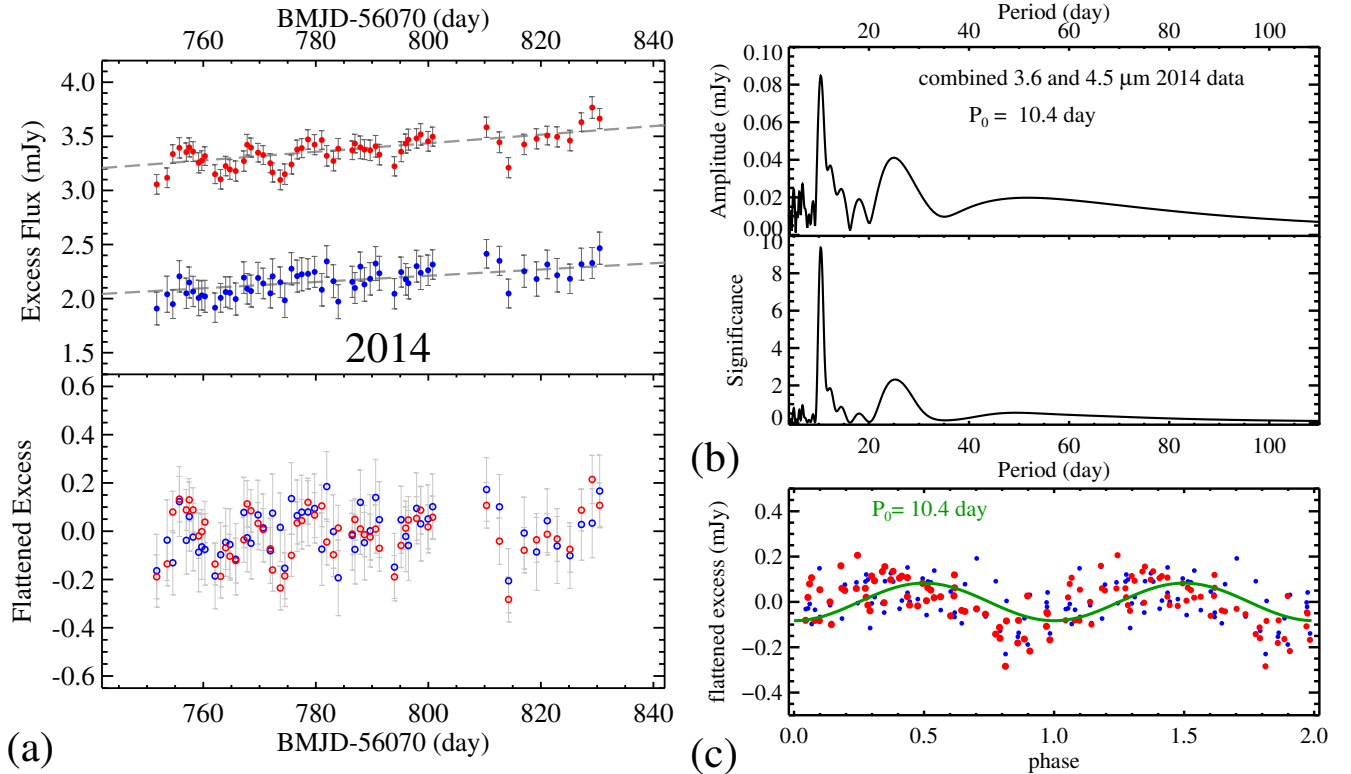 BMJD-56070 (day)
760 780 800 820 840
4.0
3.5
3.0
2.5
2.0
1.5
Excess Flux (mJy)
2014
0.6
0.4
0.2
0.0
−0.2
−0.4
−0.6
Flattened Excess
760 780 800 820 840
BMJD-56070 (day)
(a)
Period (day)
20 40 60 80 100
0.10
0.08
0.06
0.04
0.02
0.00
Amplitude (mJy)
combined 3.6 and 4.5 μm 2014 data
P₀ = 10.4 day
10
8
6
4
2
0
Significance
20 40 60 80 100
Period (day)
(b)
0.4
0.2
0.0
−0.2
−0.4
flattened excess (mJy)
P₀= 10.4 day
0.0 0.5 1.0 1.5 2.0
phase
(c)